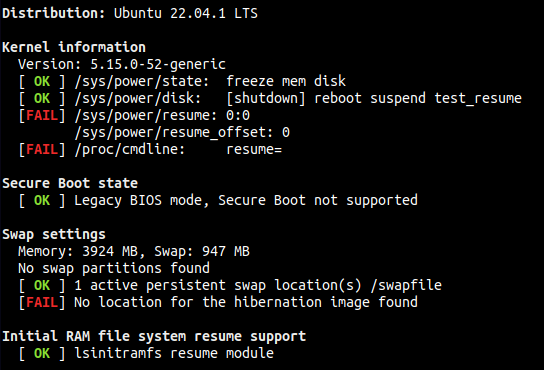 Distribution: Ubuntu 22.04.1 LTS
Kernel information
Version: 5.15.0-52-generic
[ OK ] /sys/power/state:  freeze mem disk
[ OK ] /sys/power/disk:   [shutdown] reboot suspend test_resume
[FAIL] /sys/power/resume: 0:0
/sys/power/resume_offset: 0
[FAIL] /proc/cmdline:     resume=
Secure Boot state
[ OK ] Legacy BIOS mode, Secure Boot not supported
Swap settings
Memory: 3924 MB, Swap: 947 MB
No swap partitions found
[ OK ] 1 active persistent swap location(s) /swapfile
[FAIL] No location for the hibernation image found
Initial RAM file system resume support
[ OK ] lsinitramfs resume module